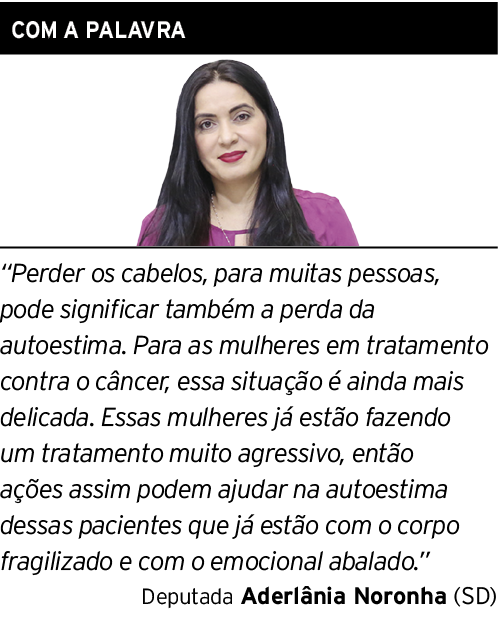 COM A PALAVRA
“Perder os cabelos, para muitas pessoas,
pode significar também a perda da
autoestima. Para as mulheres em tratamento
contra o câncer, essa situação é ainda mais
delicada. Essas mulheres já estão fazendo
um tratamento muito agressivo, então
ações assim podem ajudar na autoestima
dessas pacientes que já estão com o corpo
fragilizado e com o emocional abalado.”
Deputada Aderlânia Noronha (SD)